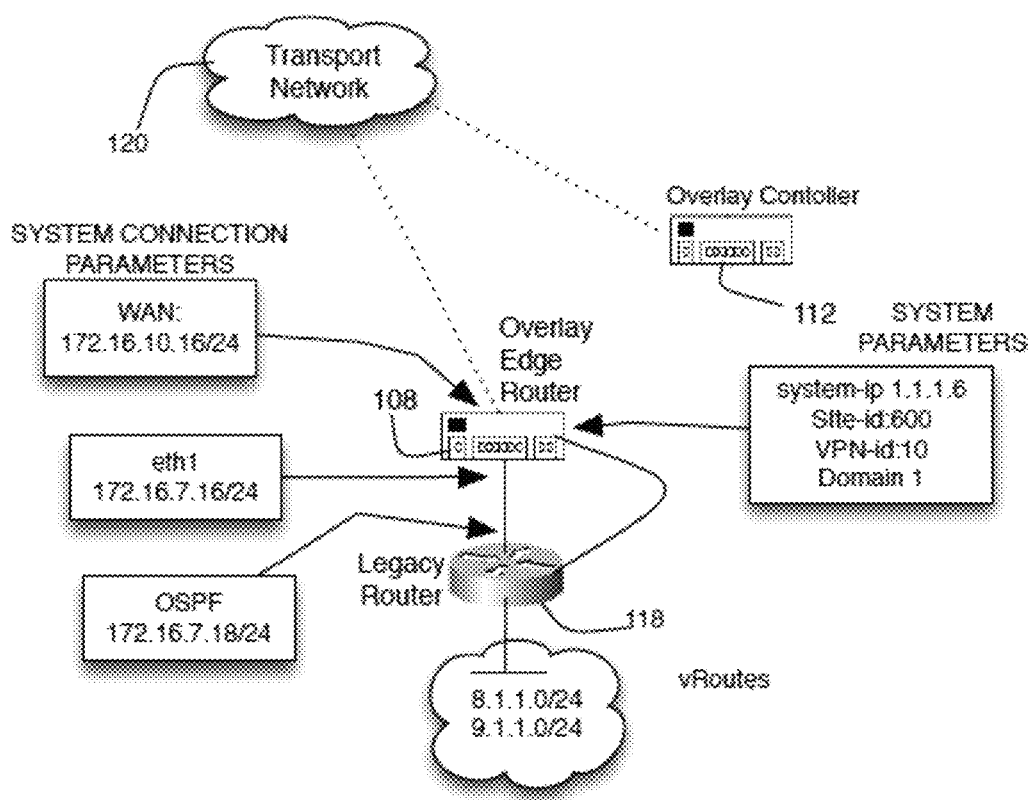 Transport
Network
120
Overlay Contoller
SYSTEM CONNECTION
PARAMETERS
WAN:
172.16.10.16/24
112
SYSTEM
PARAMETERS
Overlay
Edge
Router
108
system-ip 1.1.1.6
Site-id:600
VPN-id:10
Domain 1
eth1
172.16.7.16/24
Legacy
Router
OSPF
172.16.7.18/24
118
vRoutes
8.1.1.0/24
9.1.1.0/24